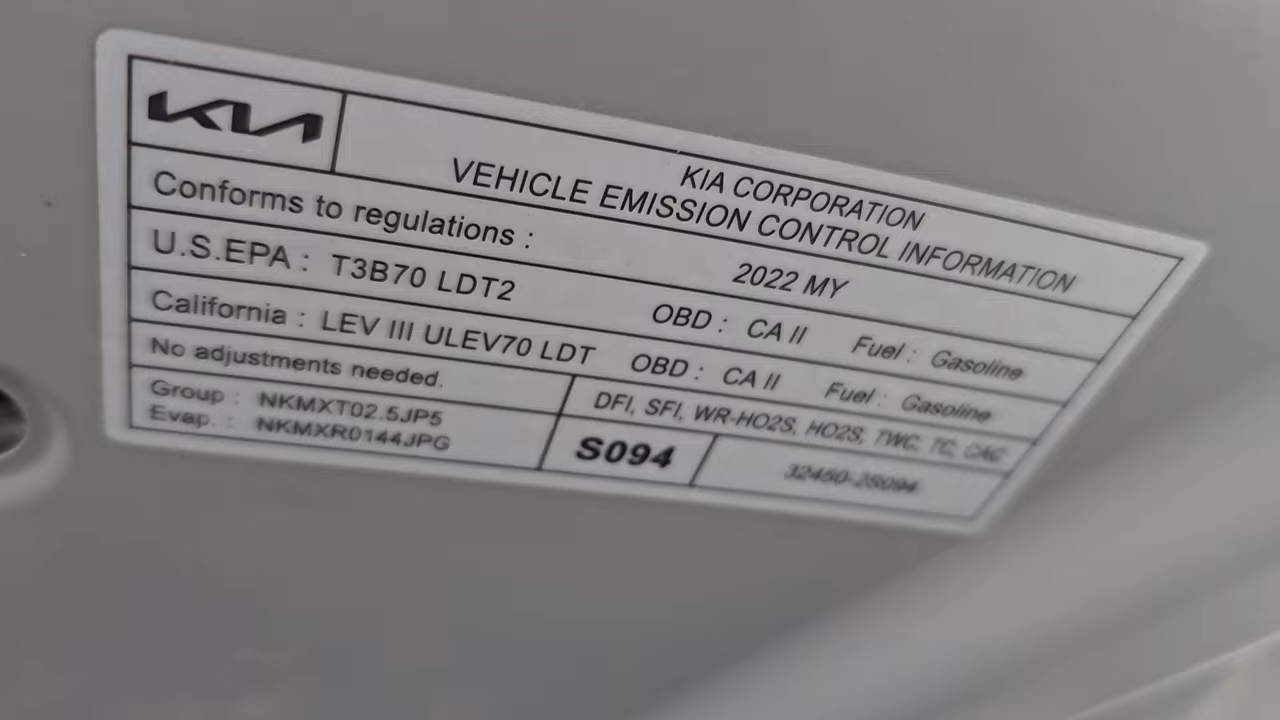 KIA
KIA CORPORATION
VEHICLE EMISSION CONTROL INFORMATION
Conforms to regulations : 2022 MY
U.S.EPA : T3B70 LDT2 OBD : CA II Fuel : Gasoline
California : LEV III ULEV70 LDT OBD : CA II Fuel : Gasoline
No adjustments needed. DFI, SFI, WR-HO2S, HO2S, TWC, TC, CAC
Group : NKMXT02.5JP5
Evap. : NKMXR0144JPG
S094 32450-2S094